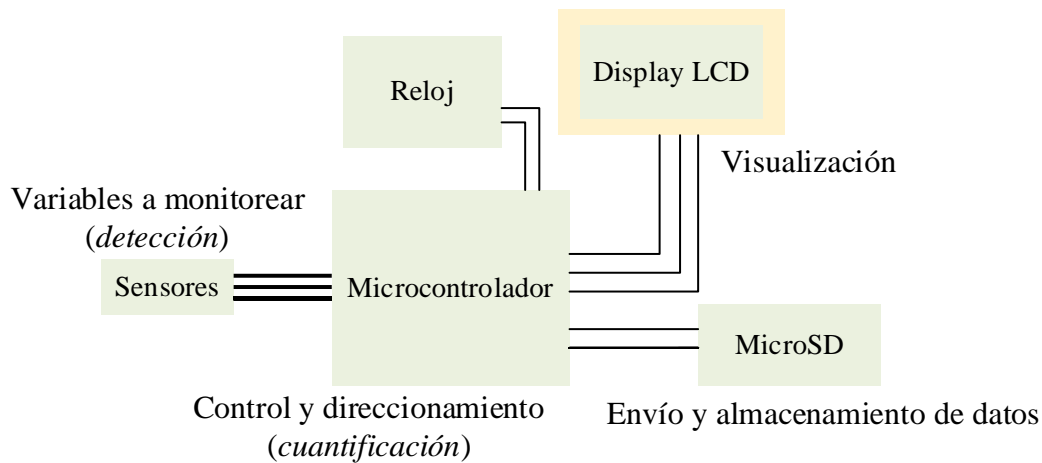 Reloj
Display LCD
Visualización
Variables a monitorear
(detección)
Sensores
Microcontrolador
MicroSD
Control y direccionamiento
(cuantificación)
Envío y almacenamiento de datos